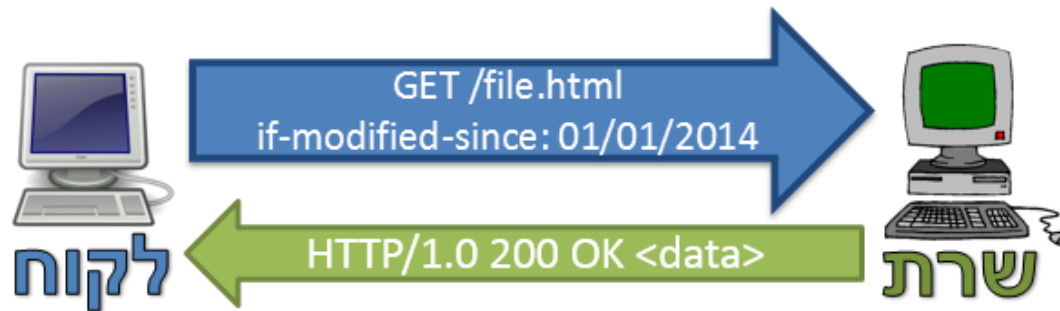 GET /file.html
if-modified-since: 01/01/2014
HTTP/1.0 200 OK <data>
לקוח
שרת